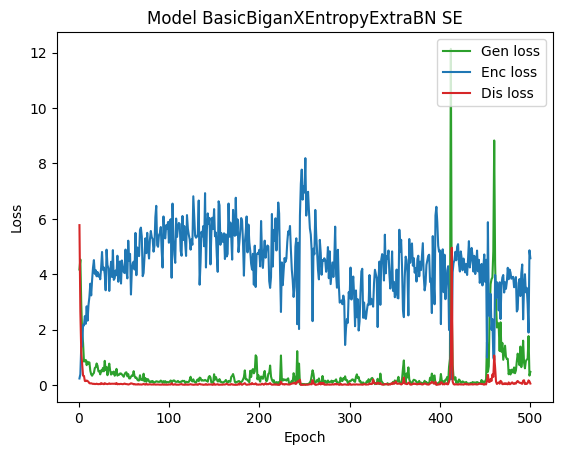 Model BasicBiganXEntropyExtraBN SE
Gen loss
Enc loss
Dis loss
Loss
12
10
8
6
4
2
0
0 100 200 300 400 500
Epoch